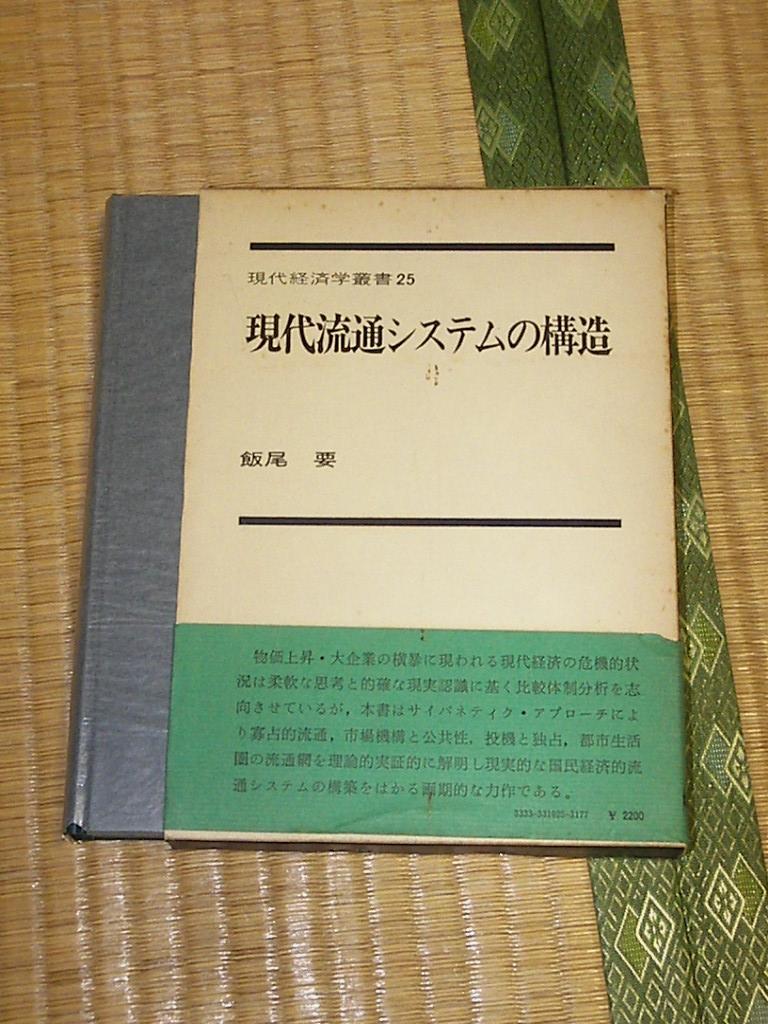 現代経済学叢書25
現代流通システムの構造
飯尾 要
物価上昇・大企業の横暴に現われる現代経済の危機的状
況は柔軟な思考と的確な現実認識に基く比較体制分析を志
向させているが，本書はサイバネティク・アプローチによ
り寡占的流通，市場機構と公共性，投機と独占，都市生活
圏の流通網を理論的実証的に解明し現実的な国民経済的流
通システムの構築をはかる画期的な力作である。
3333-331025-3177 ￥ 2200